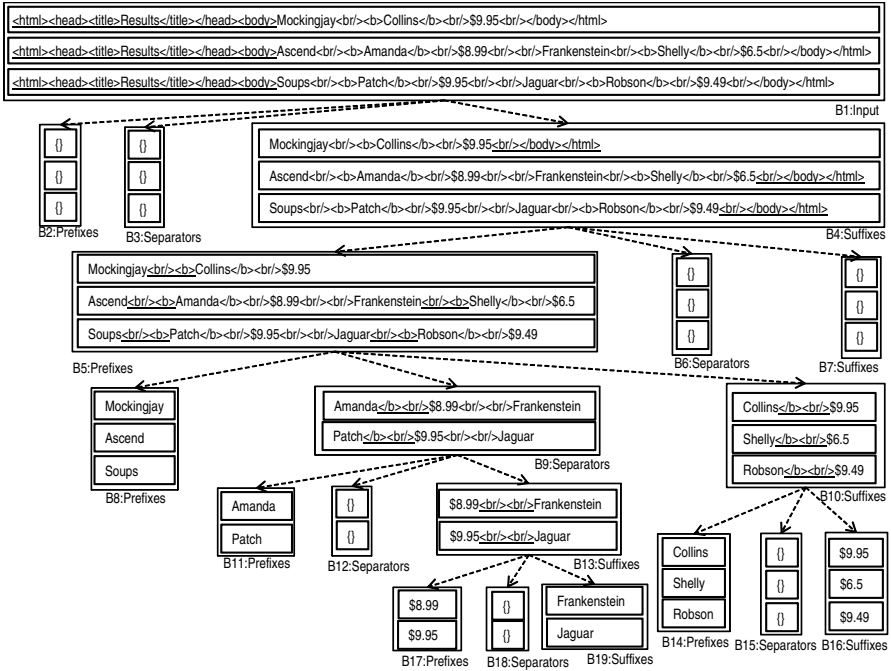 <html><head><title>Results</title></head><body>Mockingjay<br/><b>Collins</b><br/>$9.95<br/></body></html>
<html><head><title>Results</title></head><body>Ascend<br/><b>Amanda</b><br/>$8.99<br/><br/>Frankenstein<br/><b>Shelly</b><br/>$6.5<br/></body></html>
<html><head><title>Results</title></head><body>Soups<br/><b>Patch</b><br/>$9.95<br/><br/>Jaguar<br/><b>Robson</b><br/>$9.49<br/></body></html>
B1:Input
{}
{}
{}
B2:Prefixes
{}
{}
{}
B3:Separators
Mockingjay<br/><b>Collins</b><br/>$9.95<br/></body></html>
Ascend<br/><b>Amanda</b><br/>$8.99<br/><br/>Frankenstein<br/><b>Shelly</b><br/>$6.5<br/></body></html>
Soups<br/><b>Patch</b><br/>$9.95<br/><br/>Jaguar<br/><b>Robson</b><br/>$9.49<br/></body></html>
B4:Suffixes
Mockingjay<br/><b>Collins</b><br/>$9.95
Ascend<br/><b>Amanda</b><br/>$8.99<br/><br/>Frankenstein<br/><b>Shelly</b><br/>$6.5
Soups<br/><b>Patch</b><br/>$9.95<br/><br/>Jaguar<br/><b>Robson</b><br/>$9.49
B5:Prefixes
{}
{}
{}
B6:Separators
{}
{}
{}
B7:Suffixes
Mockingjay
Ascend
Soups
B8:Prefixes
Amanda</b><br/>$8.99<br/><br/>Frankenstein
Patch</b><br/>$9.95<br/><br/>Jaguar
B9:Separators
Collins</b><br/>$9.95
Shelly</b><br/>$6.5
Robson</b><br/>$9.49
B10:Suffixes
Amanda
Patch
B11:Prefixes
{}
{}
B12:Separators
$8.99<br/><br/>Frankenstein
$9.95<br/><br/>Jaguar
B13:Suffixes
Collins
Shelly
Robson
B14:Prefixes
{}
{}
{}
B15:Separators
$9.95
$6.5
$9.49
B16:Suffixes
$8.99
$9.95
B17:Prefixes
{}
{}
B18:Separators
Frankenstein
Jaguar
B19:Suffixes